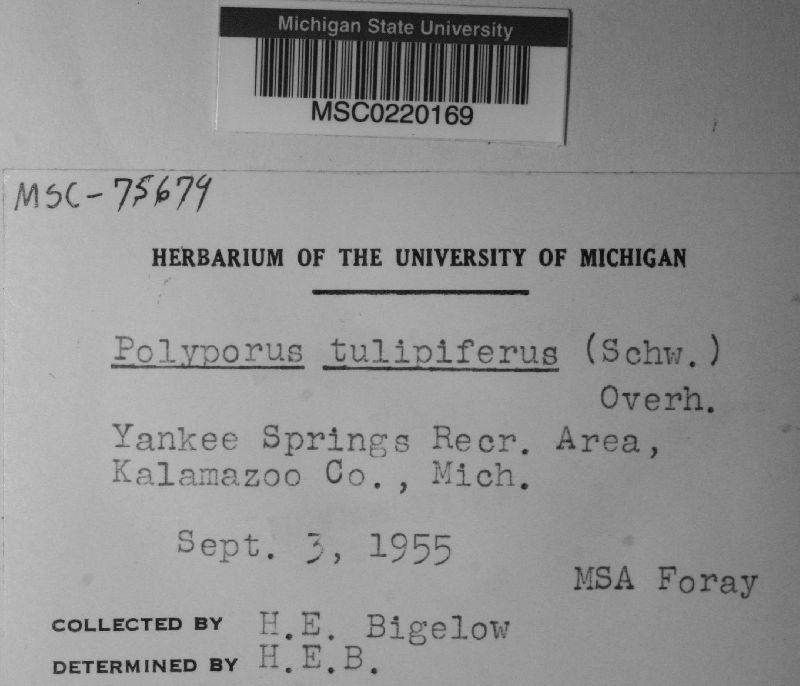 Michigan State University
MSC0220169
MSC-75679
HERBARIUM OF THE UNIVERSITY OF MICHIGAN
Polyporus tulipiferus (Schw.)
Overh.
Yankee Springs Recr. Area,
Kalamazoo Co., Mich.
Sept. 3, 1955
MSA Foray
COLLECTED BY H.E. Bigelow
DETERMINED BY H.E.B.